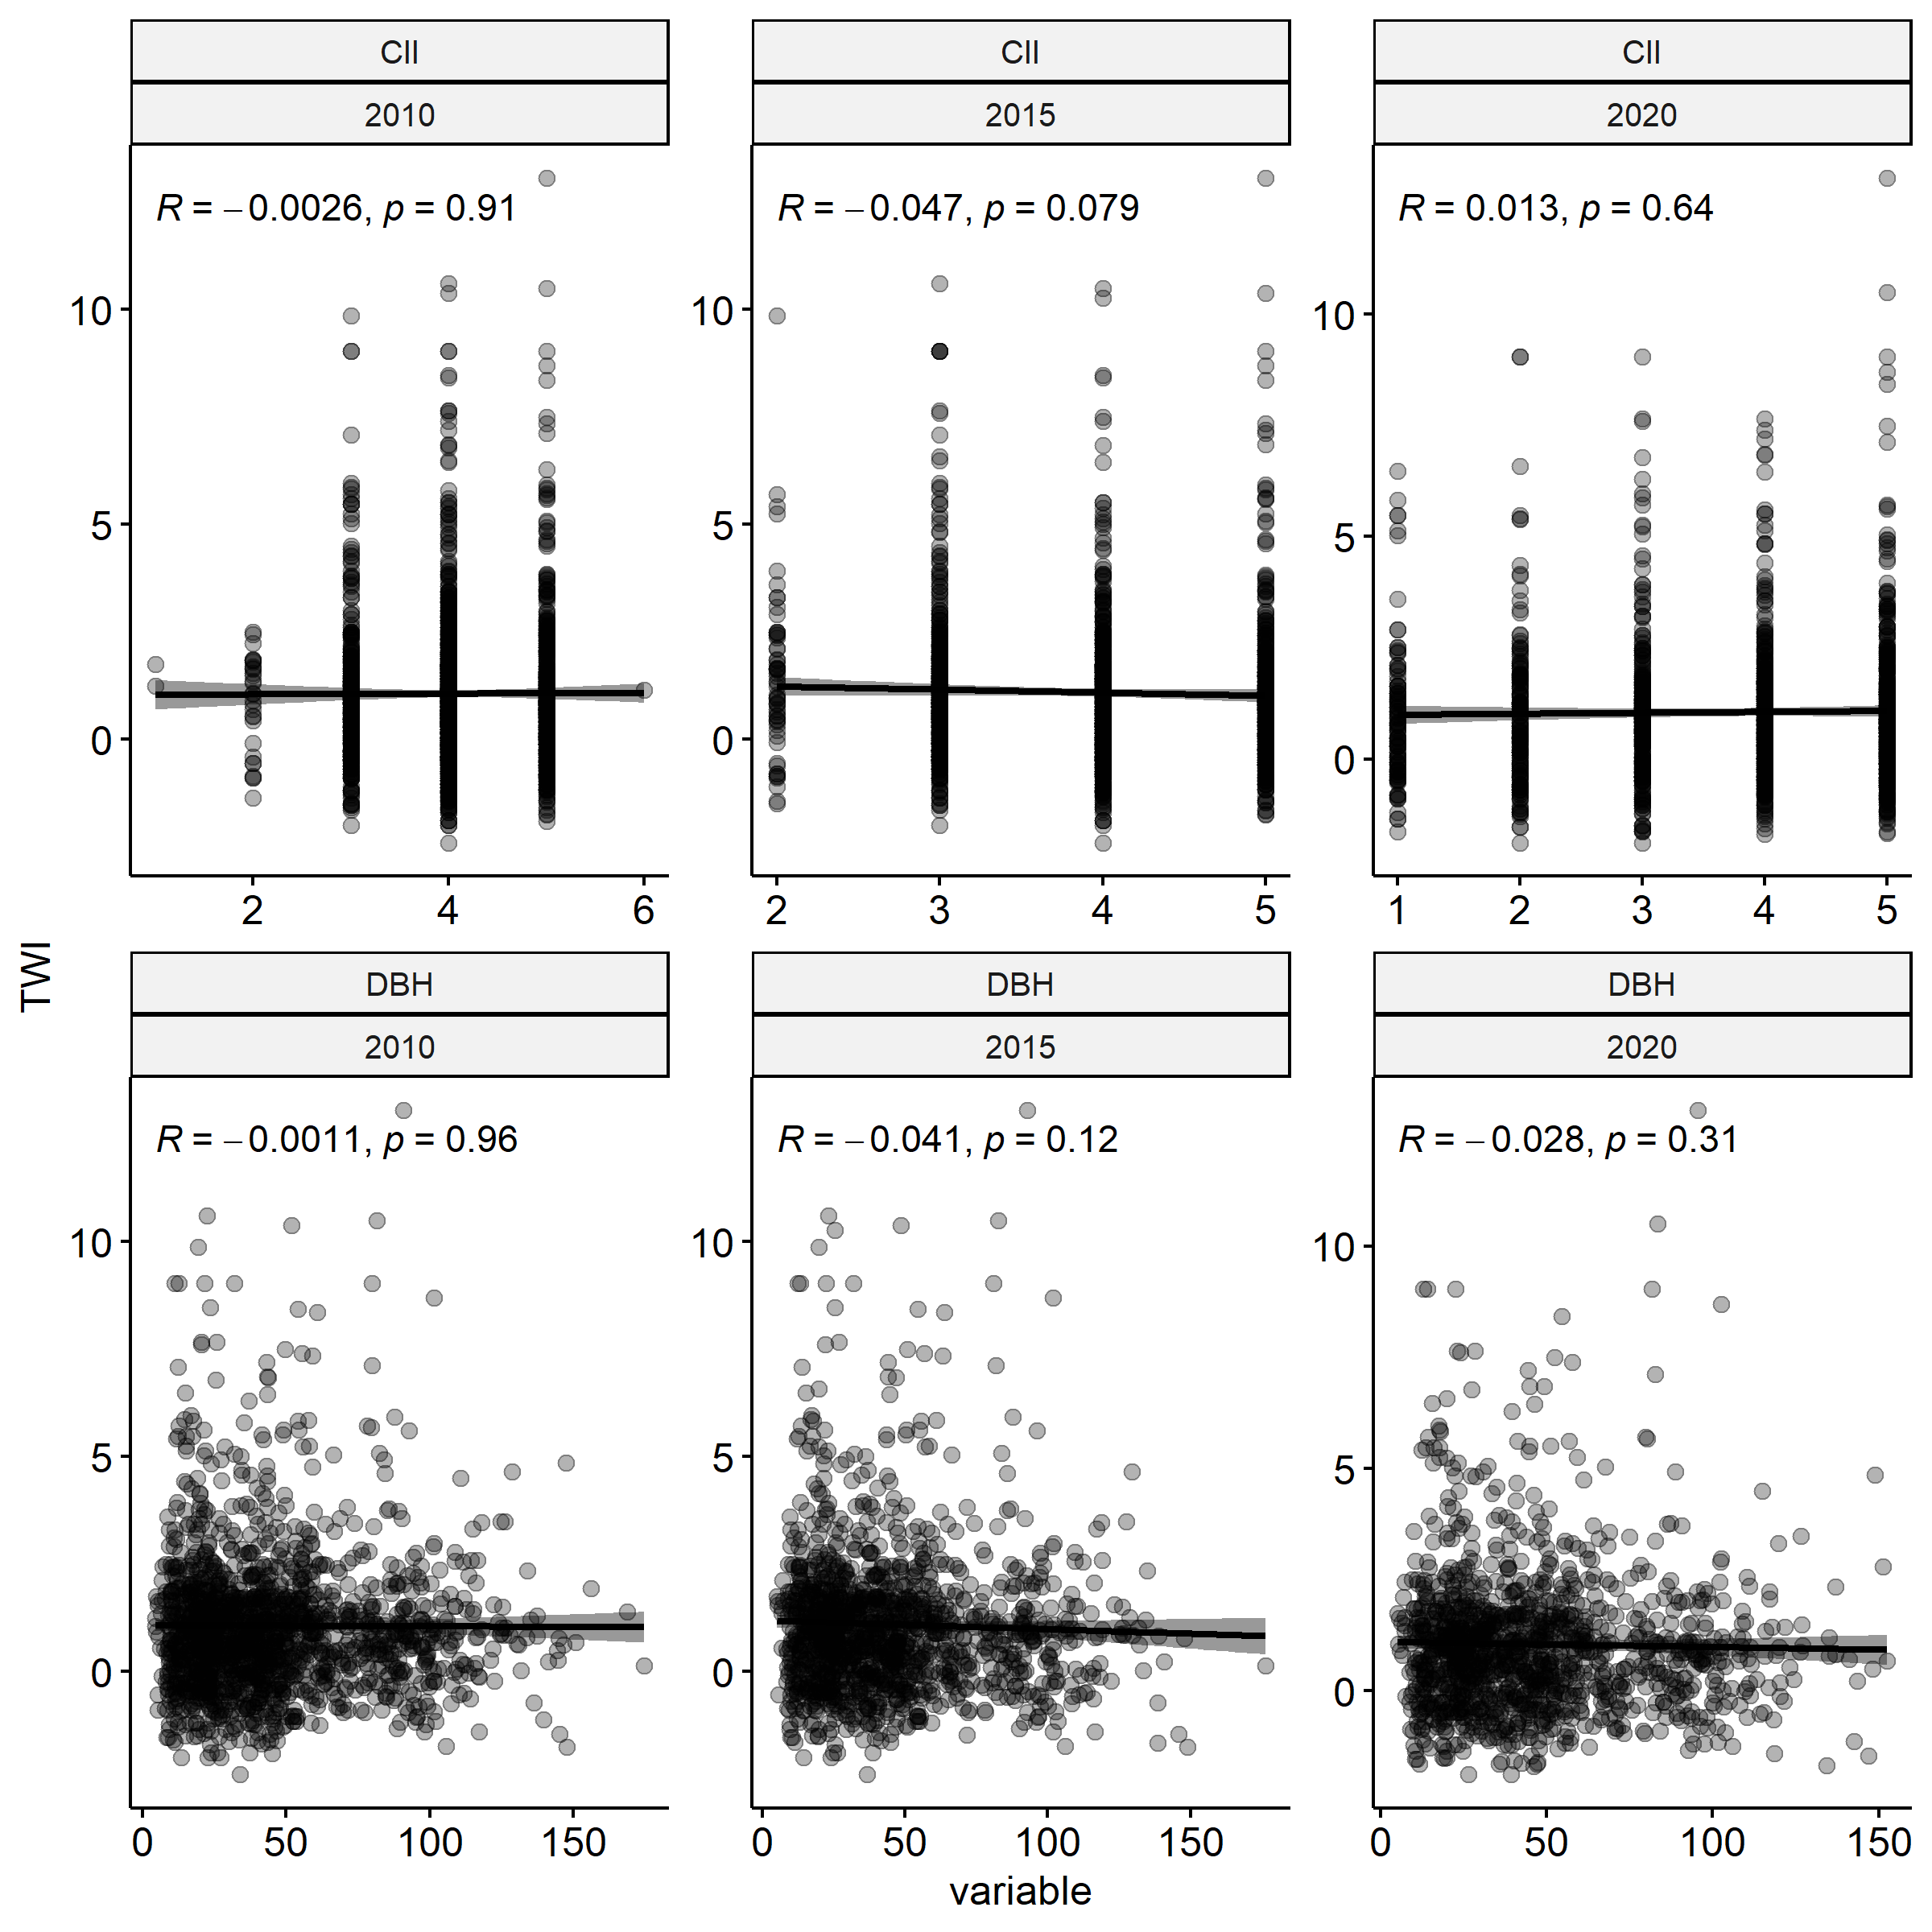 CII
CII
CII
2010
2015
2020
R = −0.0026, p = 0.91
R = −0.047, p = 0.079
R = 0.013, p = 0.64
10
5
0
10
5
0
10
5
0
2 4 6
2 3 4 5
1 2 3 4 5
TWI
DBH
DBH
DBH
2010
2015
2020
R = −0.0011, p = 0.96
R = −0.041, p = 0.12
R = −0.028, p = 0.31
10
5
0
10
5
0
10
5
0
0 50 100 150
0 50 100 150
0 50 100 150
variable